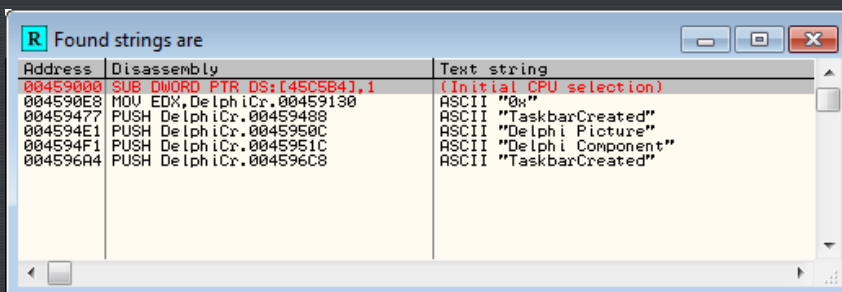 R Found strings are
Address Disassembly Text string
00459000 SUB DWORD PTR DS:[45C5B4],1 (Initial CPU selection)
004590E8 MOV EDX,DelphiCr.00459130 ASCII "0x"
00459477 PUSH DelphiCr.00459488 ASCII "TaskbarCreated"
004594E1 PUSH DelphiCr.0045950C ASCII "Delphi Picture"
004594F1 PUSH DelphiCr.0045951C ASCII "Delphi Component"
004596A4 PUSH DelphiCr.004596C8 ASCII "TaskbarCreated"